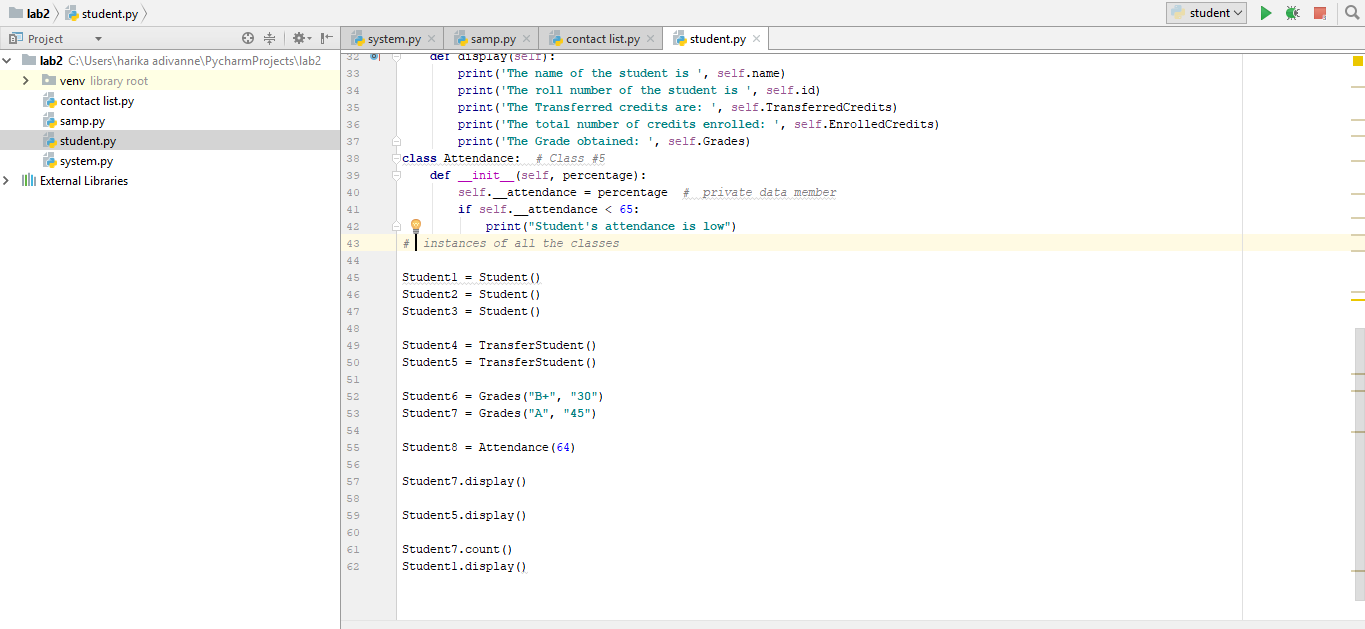 lab2 student.py student
Project
system.py samp.py contact list.py student.py
lab2 C:\Users\harika adivanne\PycharmProjects\lab2
venv library root
contact list.py
samp.py
student.py
system.py
External Libraries
32 def display(self):
33 print('The name of the student is ', self.name)
34 print('The roll number of the student is ', self.id)
35 print('The Transferred credits are: ', self.TransferredCredits)
36 print('The total number of credits enrolled: ', self.EnrolledCredits)
37 print('The Grade obtained: ', self.Grades)
38 class Attendance: # Class #5
39 def __init__(self, percentage):
40 self.__attendance = percentage # private data member
41 if self.__attendance < 65:
42 print("Student's attendance is low")
43 # instances of all the classes
44
45 Student1 = Student()
46 Student2 = Student()
47 Student3 = Student()
48
49 Student4 = TransferStudent()
50 Student5 = TransferStudent()
51
52 Student6 = Grades("B+", "30")
53 Student7 = Grades("A", "45")
54
55 Student8 = Attendance(64)
56
57 Student7.display()
58
59 Student5.display()
60
61 Student7.count()
62 Student1.display()